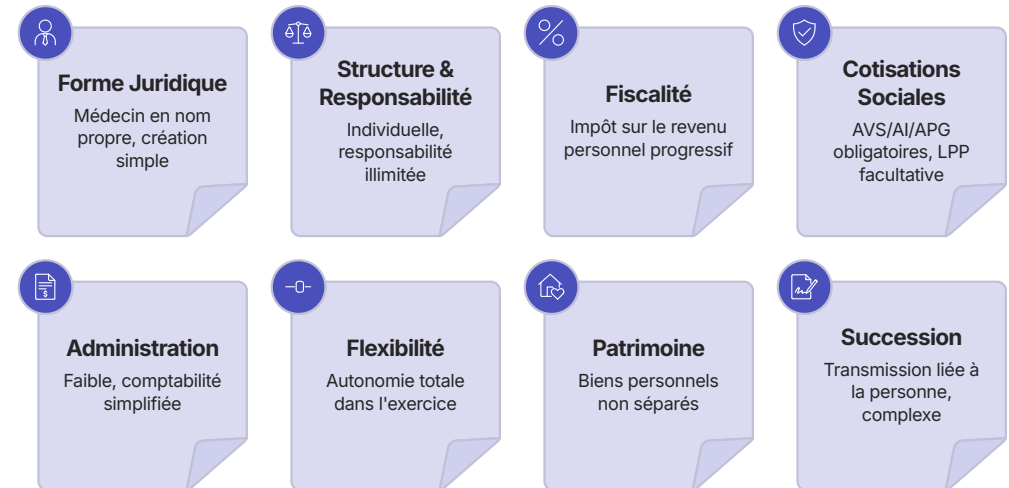 Forme Juridique
Médecin en nom
propre, création
simple
Structure &
Responsabilité
Individuelle,
responsabilité
illimitée
Fiscalité
Impôt sur le revenu
personnel progressif
Cotisations
Sociales
AVS/AI/APG
obligatoires, LPP
facultative
Administration
Faible, comptabilité
simplifiée
Flexibilité
Autonomie totale
dans l'exercice
Patrimoine
Biens personnels
non séparés
Succession
Transmission liée à
la personne,
complexe